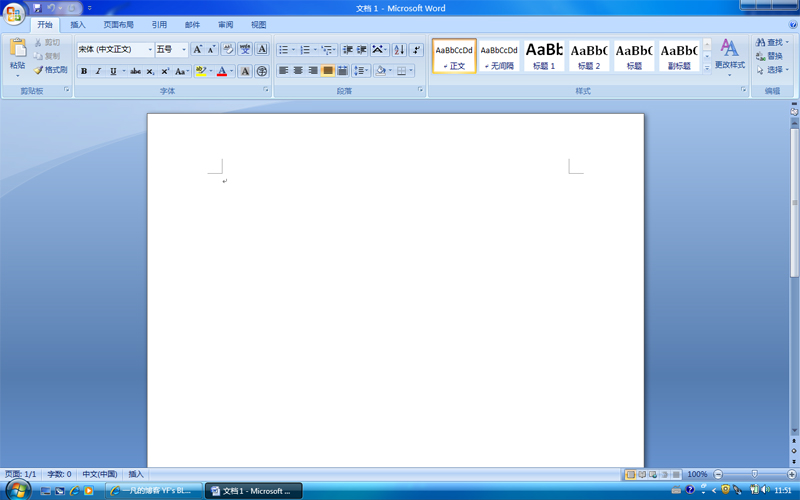 文档 1 - Microsoft Word
开始 插入 页面布局 引用 邮件 审阅 视图
粘贴
剪切
复制
格式刷
剪贴板
宋体 (中文正文) 五号
B I U abc x₂ x² Aa
字体
段落
AaBbCcDd AaBbCcDd AaBb AaBbC AaBbC AaBbC
正文 无间隔 标题 1 标题 2 标题 副标题
更改样式
样式
查找
替换
选择
编辑
页面: 1/1 字数: 0 中文(中国) 插入 100%
一凡的博客 YF's BL... 文档 1 - Microsoft ... 11:51